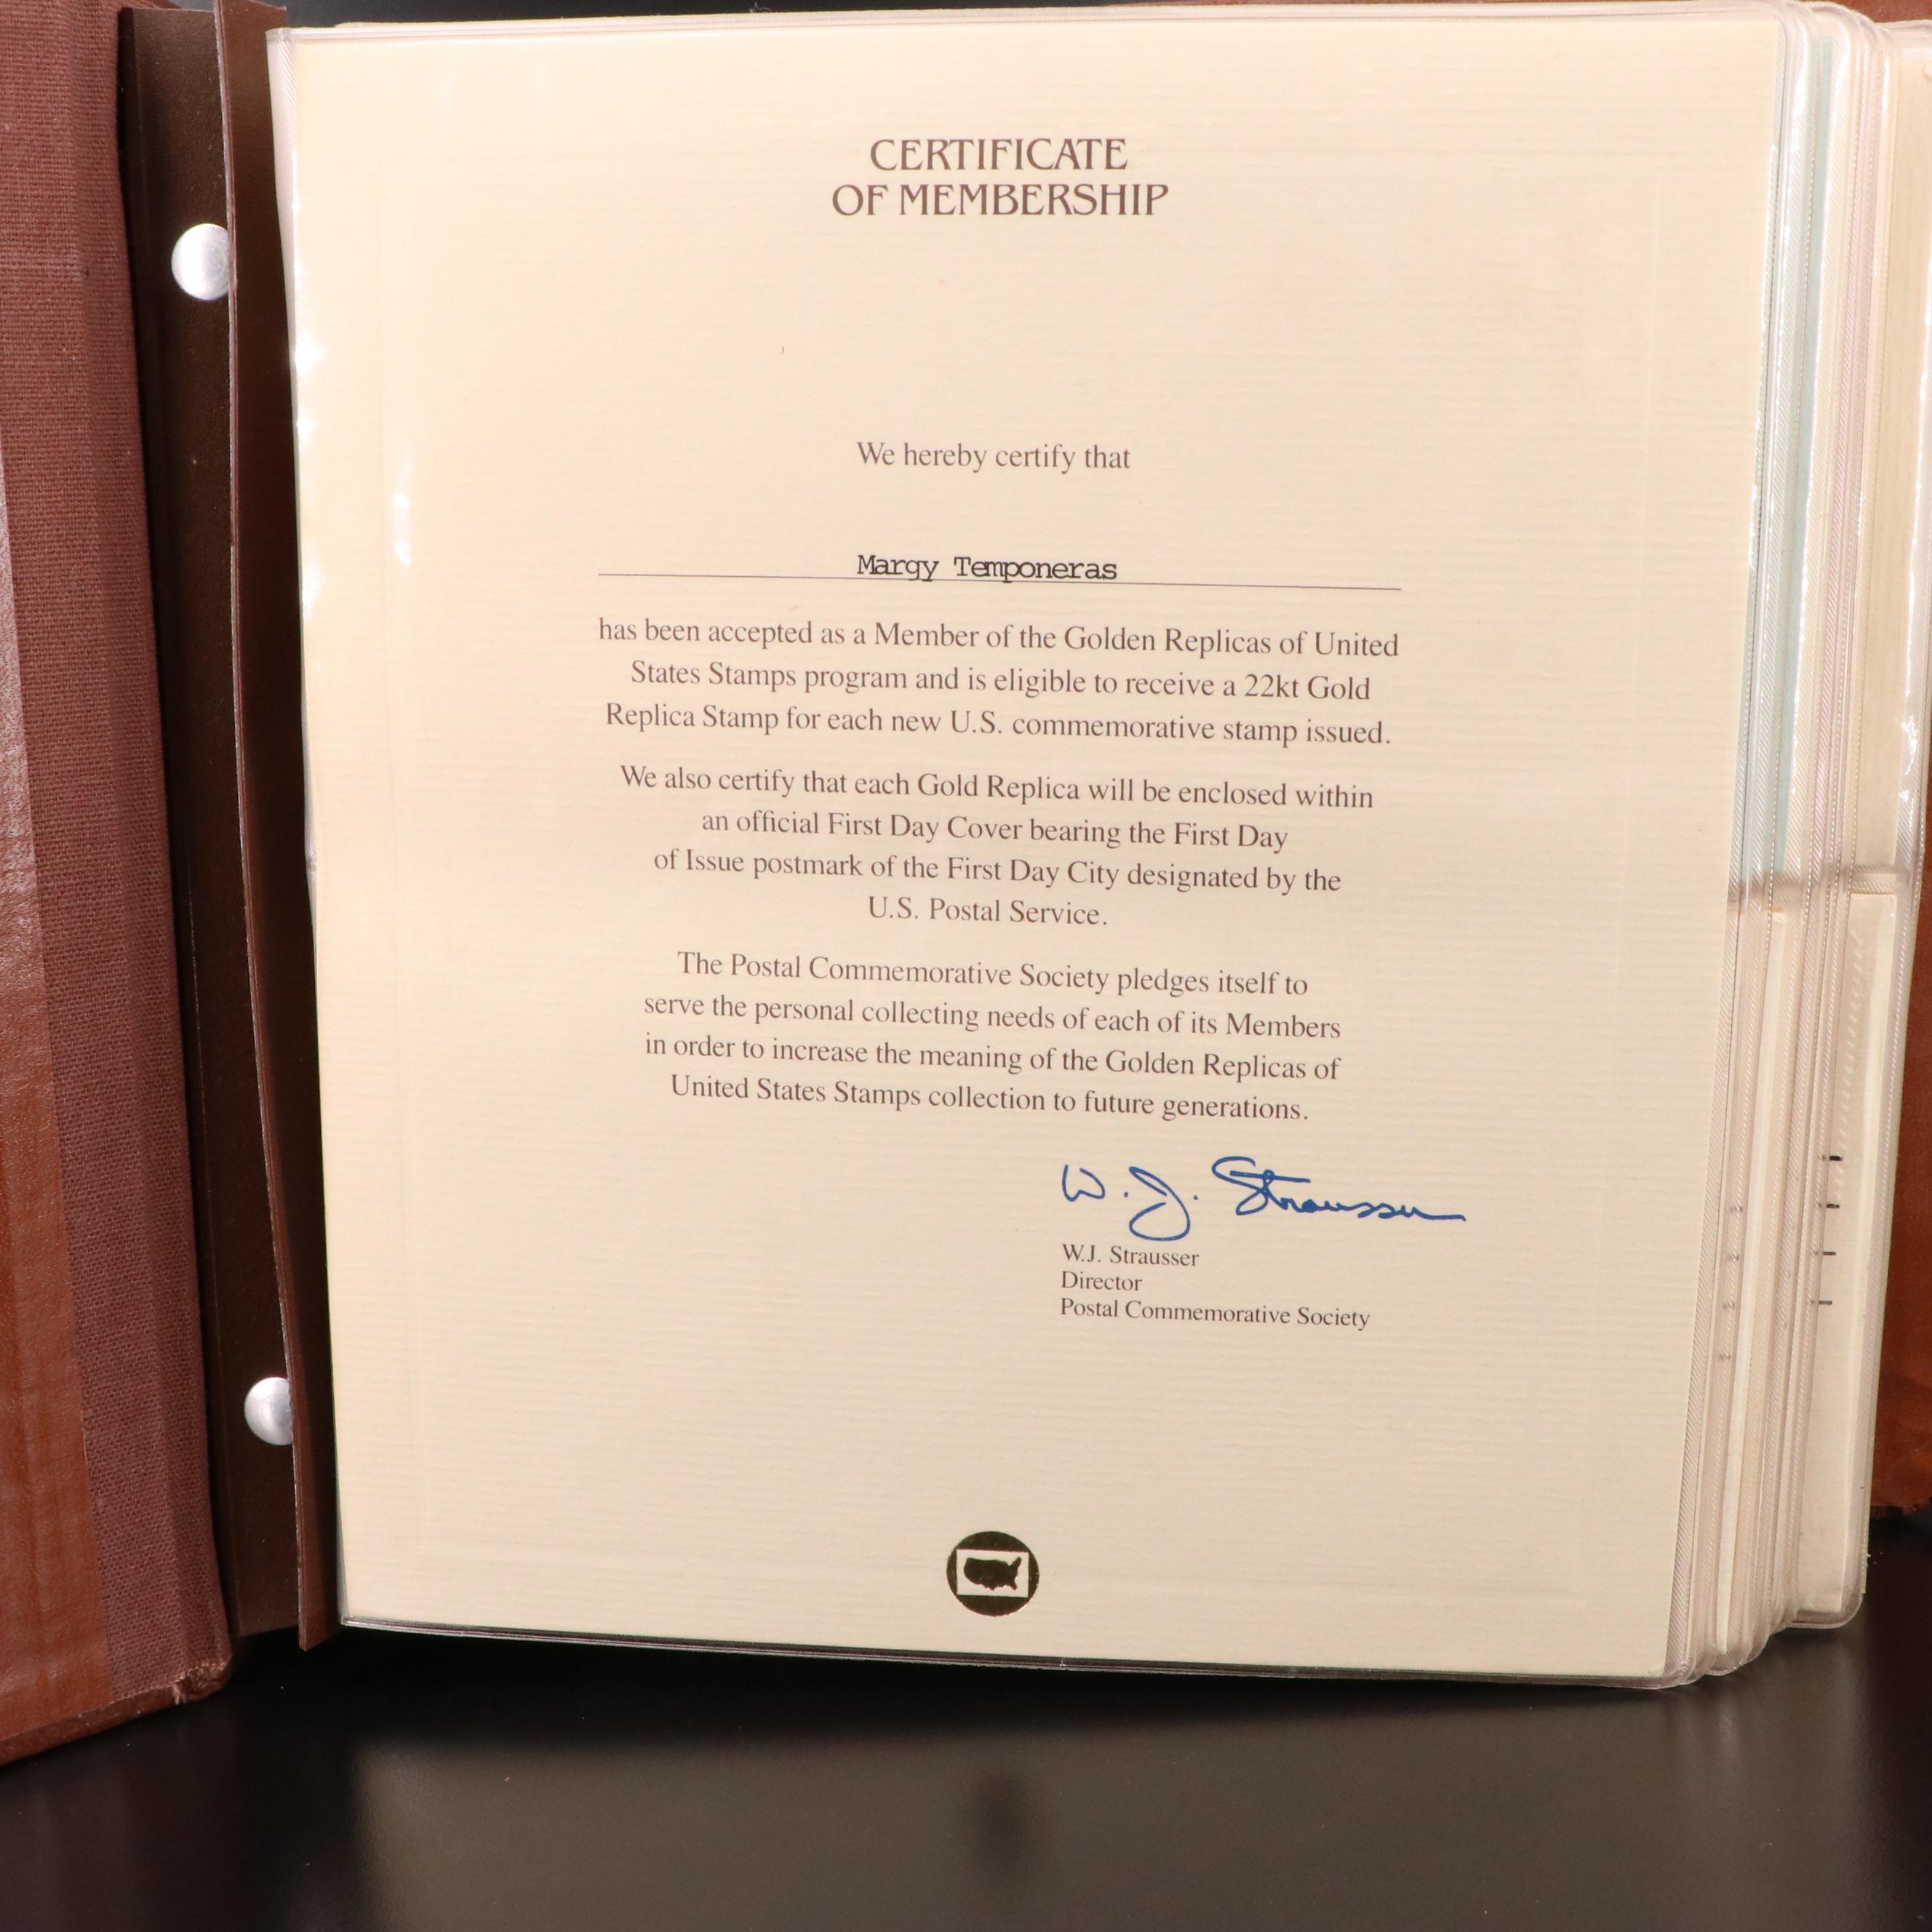 CERTIFICATE
OF MEMBERSHIP
We hereby certify that
Margy Temponeras
has been accepted as a Member of the Golden Replicas of United
States Stamps program and is eligible to receive a 22kt Gold
Replica Stamp for each new U.S. commemorative stamp issued.
We also certify that each Gold Replica will be enclosed within
an official First Day Cover bearing the First Day
of Issue postmark of the First Day City designated by the
U.S. Postal Service.
The Postal Commemorative Society pledges itself to
serve the personal collecting needs of each of its Members
in order to increase the meaning of the Golden Replicas of
United States Stamps collection to future generations.
W. J. Strausser
W.J. Strausser
Director
Postal Commemorative Society